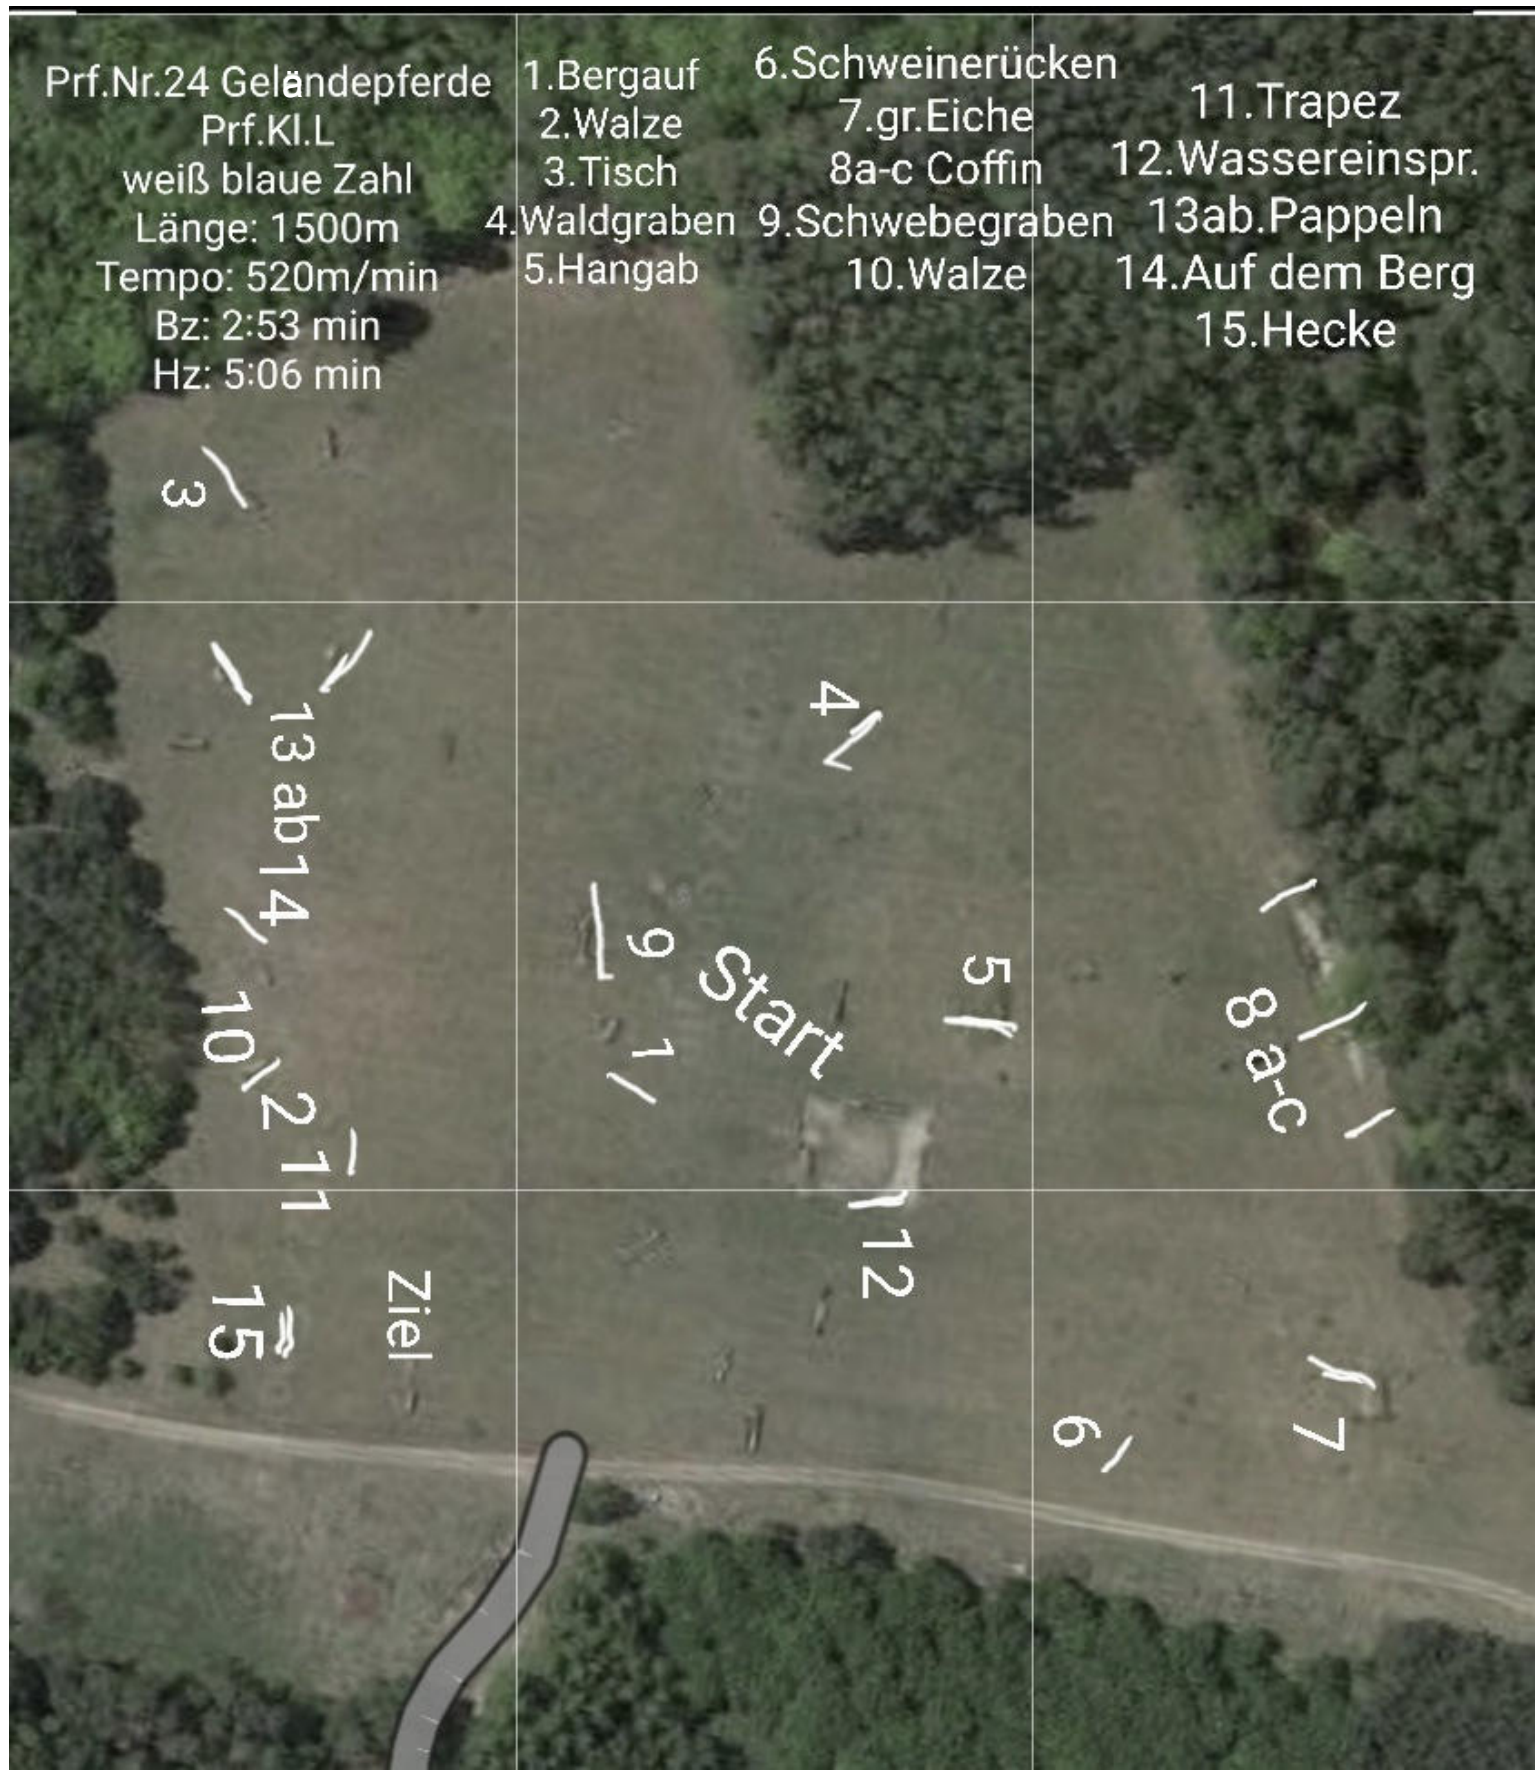 Prf.Nr.24 Geländepferde
Prf.Kl.L
weiß blaue Zahl
Länge: 1500m
Tempo: 520m/min
Bz: 2:53 min
Hz: 5:06 min
1.Bergauf
2.Walze
3.Tisch
4.Waldgraben
5.Hangab
6.Schweinerücken
7.gr.Eiche
8a-c Coffin
9.Schwebegraben
10.Walze
11.Trapez
12.Wassereinspr.
13ab.Pappeln
14.Auf dem Berg
15.Hecke
3
13 ab
14
4
9
Start
5
8 a-c
10
1
2
11
12
15
Ziel
6
7